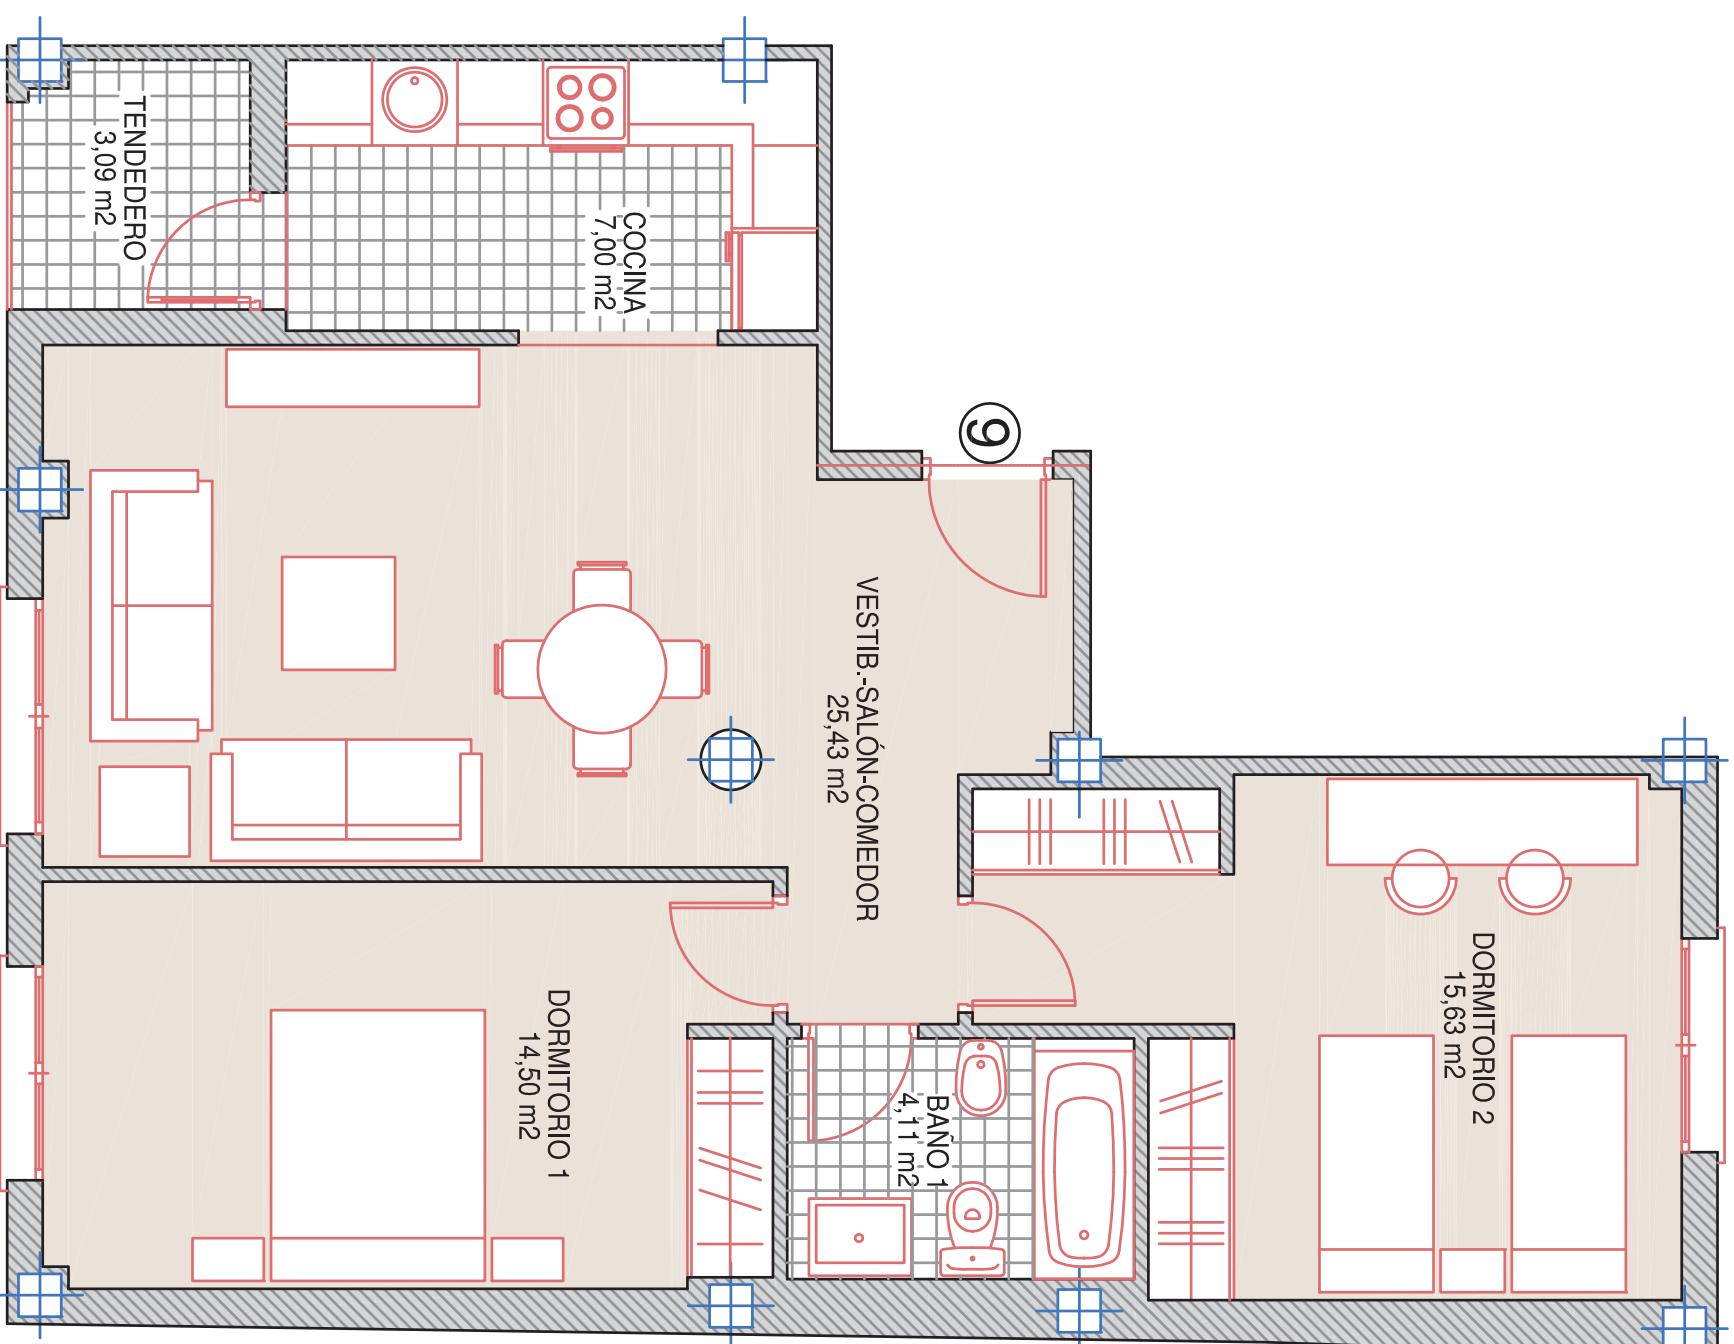 TENDEDERO
3,09 m2
COCINA
7,00 m2
9
VESTIB.-SALÓN-COMEDOR
25,43 m2
DORMITORIO 2
15,63 m2
DORMITORIO 1
14,50 m2
BAÑO 1
4,11 m2